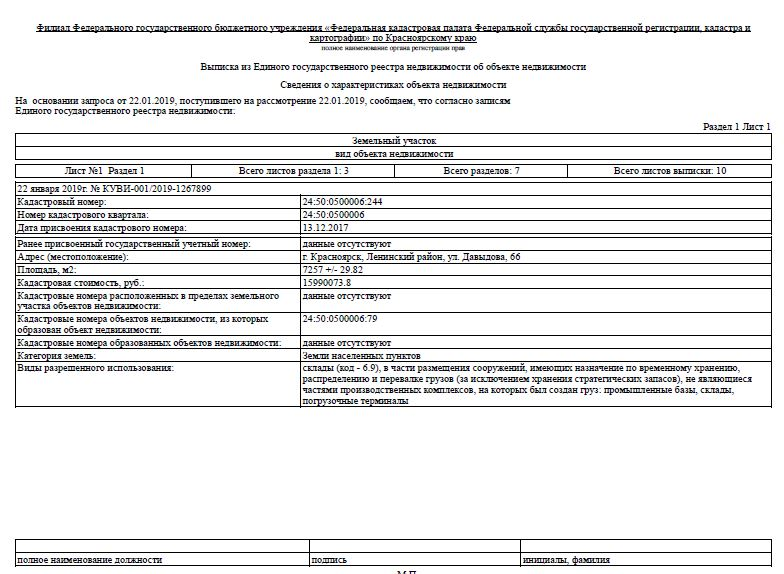 Филиал Федерального государственного бюджетного учреждения «Федеральная кадастровая палата Федеральной службы государственной регистрации, кадастра и
картографии» по Красноярскому краю
полное наименование органа регистрации прав
Выписка из Единого государственного реестра недвижимости об объекте недвижимости
Сведения о характеристиках объекта недвижимости
На основании запроса от 22.01.2019, поступившего на рассмотрение 22.01.2019, сообщаем, что согласно записям
Единого государственного реестра недвижимости:
Раздел 1 Лист 1
Земельный участок
вид объекта недвижимости
Лист №1 Раздел 1 Всего листов раздела 1: 3 Всего разделов: 7 Всего листов выписки: 10
22 января 2019г. № КУВИ-001/2019-1267899
Кадастровый номер: 24:50:0500006:244
Номер кадастрового квартала: 24:50:0500006
Дата присвоения кадастрового номера: 13.12.2017
Ранее присвоенный государственный учетный номер: данные отсутствуют
Адрес (местоположение): г. Красноярск, Ленинский район, ул. Давыдова, 66
Площадь, м2: 7257 +/- 29.82
Кадастровая стоимость, руб.: 15990073.8
Кадастровые номера расположенных в пределах земельного данные отсутствуют
участка объектов недвижимости:
Кадастровые номера объектов недвижимости, из которых 24:50:0500006:79
образован объект недвижимости:
Кадастровые номера образованных объектов недвижимости: данные отсутствуют
Категория земель: Земли населенных пунктов
Виды разрешенного использования: склады (код - 6.9), в части размещения сооружений, имеющих назначение по временному хранению,
распределению и перевалке грузов (за исключением хранения стратегических запасов), не являющиеся
частями производственных комплексов, на которых был создан груз: промышленные базы, склады,
погрузочные терминалы
полное наименование должности подпись инициалы, фамилия
М.П.